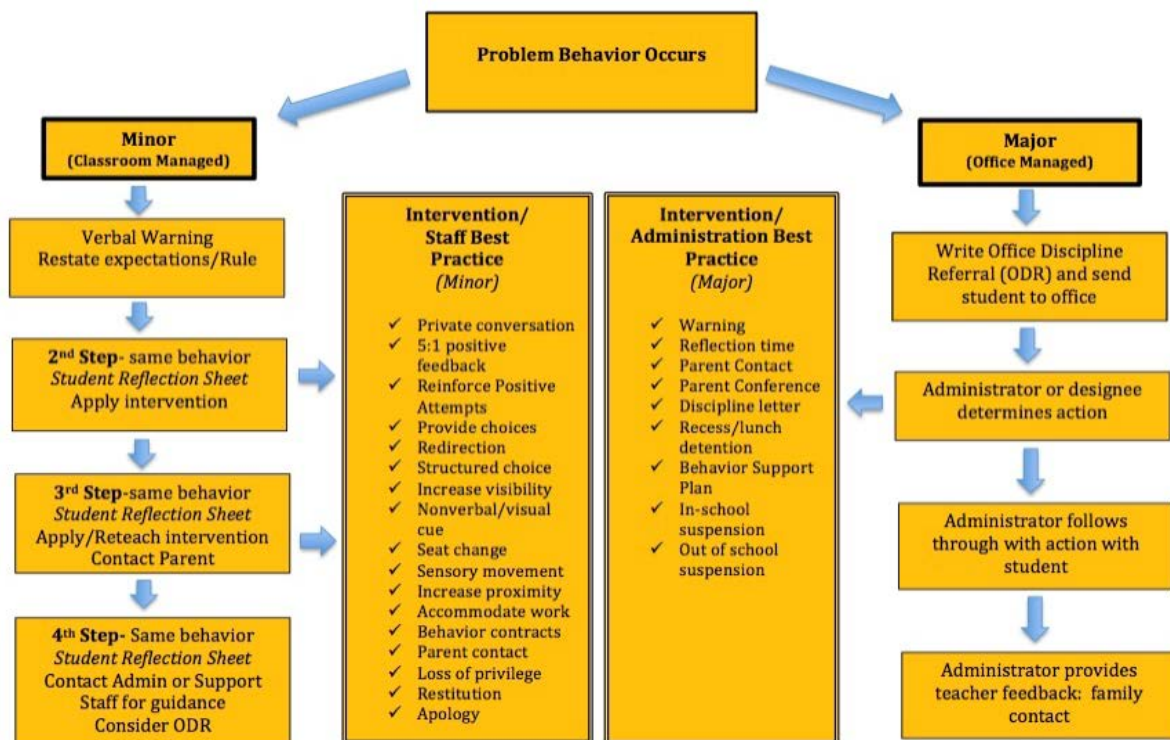 Problem Behavior Occurs
Minor
(Classroom Managed)
Verbal Warning
Restate expectations/Rule
2nd Step- same behavior
Student Reflection Sheet
Apply intervention
3rd Step-same behavior
Student Reflection Sheet
Apply/Reteach intervention
Contact Parent
4th Step- Same behavior
Student Reflection Sheet
Contact Admin or Support
Staff for guidance
Consider ODR
Intervention/
Staff Best
Practice
(Minor)
✓ Private conversation
✓ 5:1 positive
feedback
✓ Reinforce Positive
Attempts
✓ Provide choices
✓ Redirection
✓ Structured choice
✓ Increase visibility
✓ Nonverbal/visual
cue
✓ Seat change
✓ Sensory movement
✓ Increase proximity
✓ Accommodate work
✓ Behavior contracts
✓ Parent contact
✓ Loss of privilege
✓ Restitution
✓ Apology
Intervention/
Administration Best
Practice
(Major)
✓ Warning
✓ Reflection time
✓ Parent Contact
✓ Parent Conference
✓ Discipline letter
✓ Recess/lunch
detention
✓ Behavior Support
Plan
✓ In-school
suspension
✓ Out of school
suspension
Major
(Office Managed)
Write Office Discipline
Referral (ODR) and send
student to office
Administrator or designee
determines action
Administrator follows
through with action with
student
Administrator provides
teacher feedback: family
contact